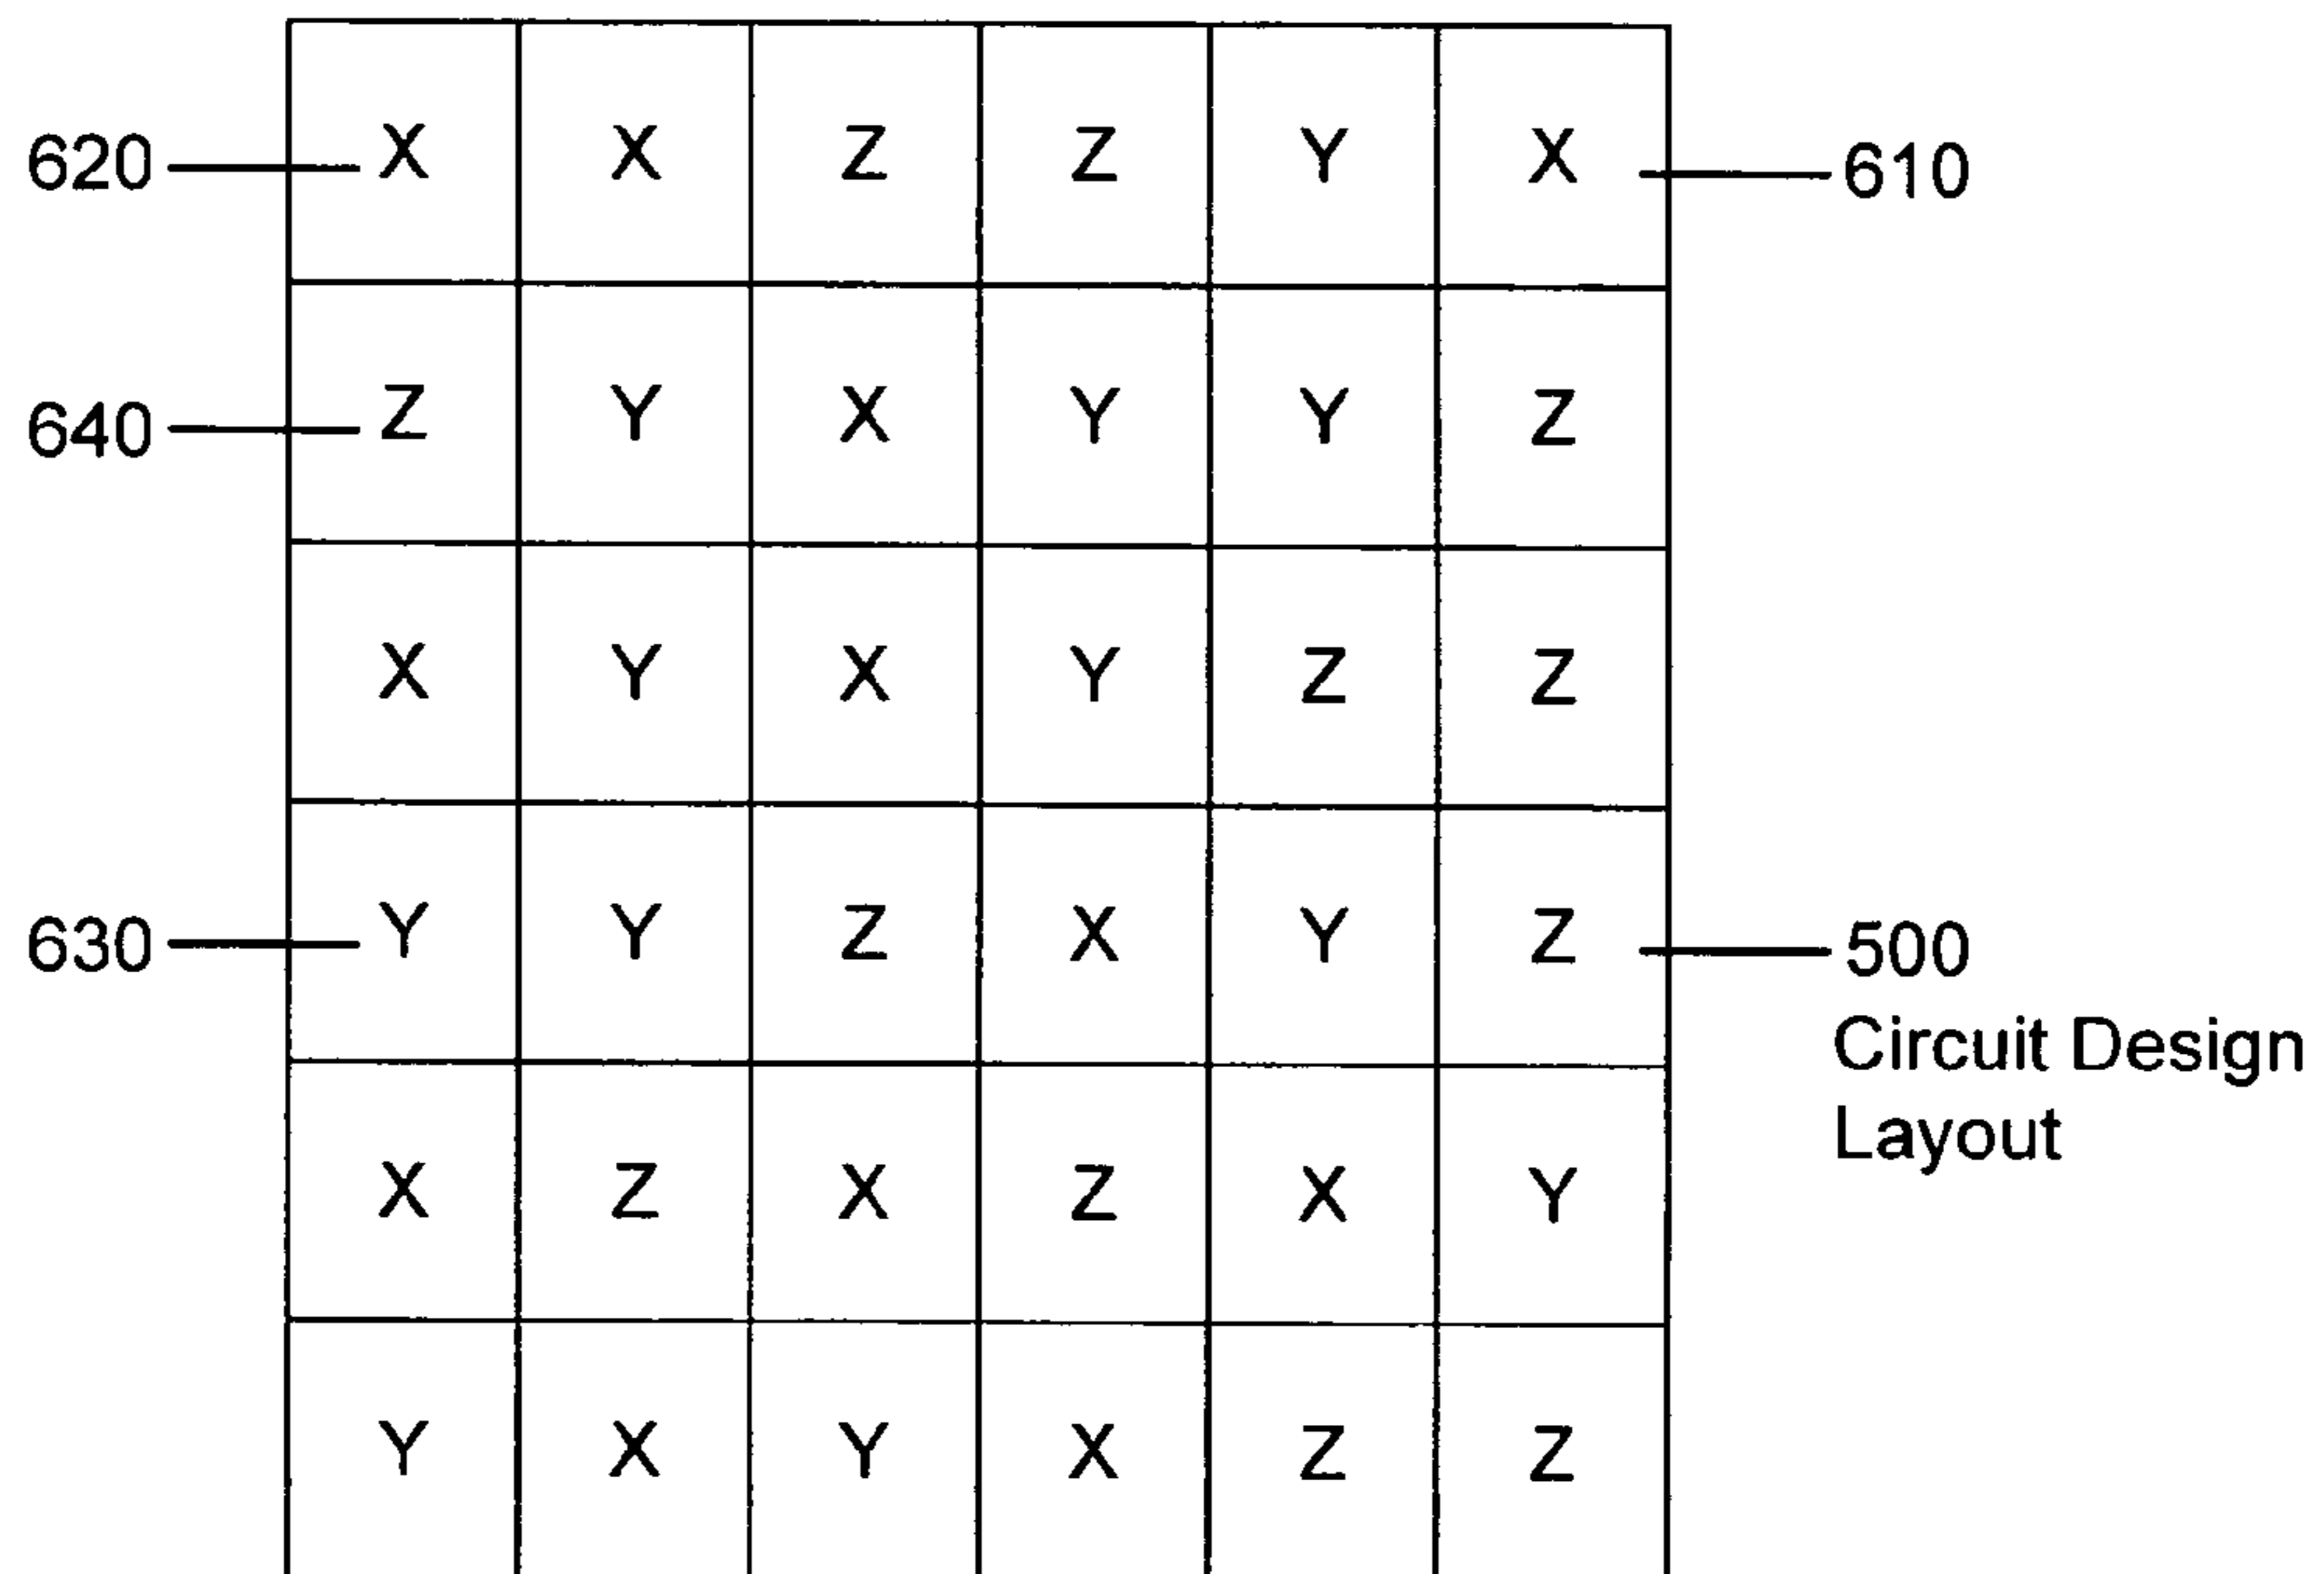 620 X X Z Z Y X 610
640 Z Y X Y Y Z
X Y X Y Z Z
630 Y Y Z X Y Z 500
Circuit Design
Layout
X Z X Z X Y
Y X Y X Z Z